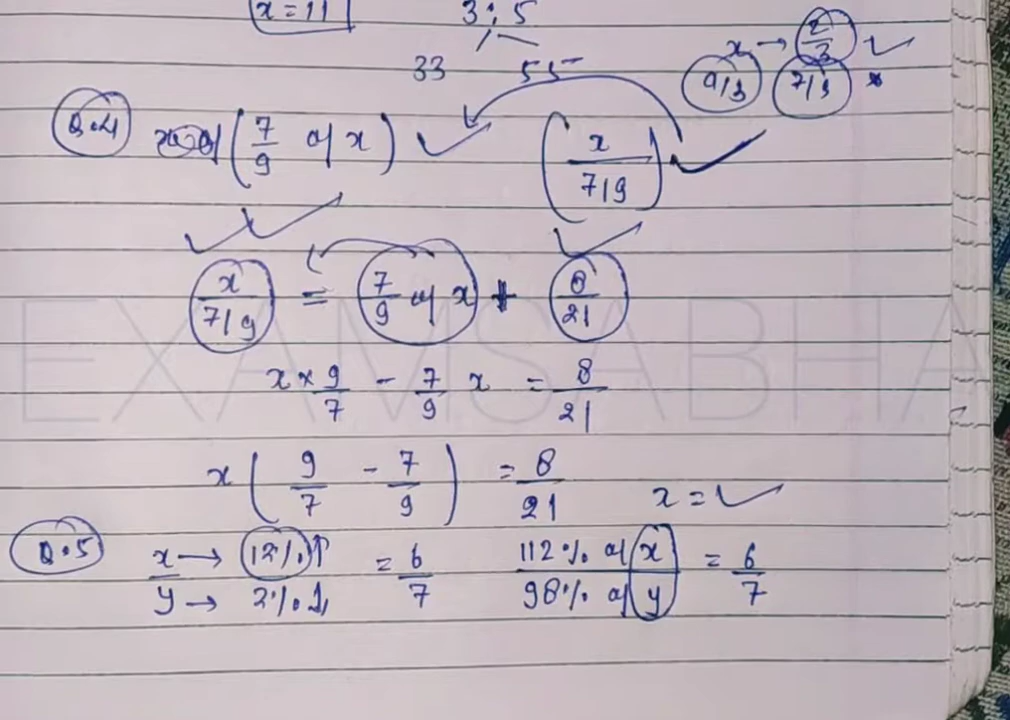 x = 11 3 : 5
33 55
x → 2/3 ✓
9/3 7/9 *
Q.4 (7/9 of x) ✓ (x / 7/9) ✓
x / 7/9 = 7/9 of x + 8/21
x × 9/7 - 7/9 x = 8/21
x (9/7 - 7/9) = 8/21 x = ✓
Q.5 x → 12% ↑ / y → 2% ↓ = 6/7 112% of x / 98% of y = 6/7
EXAMSABHA